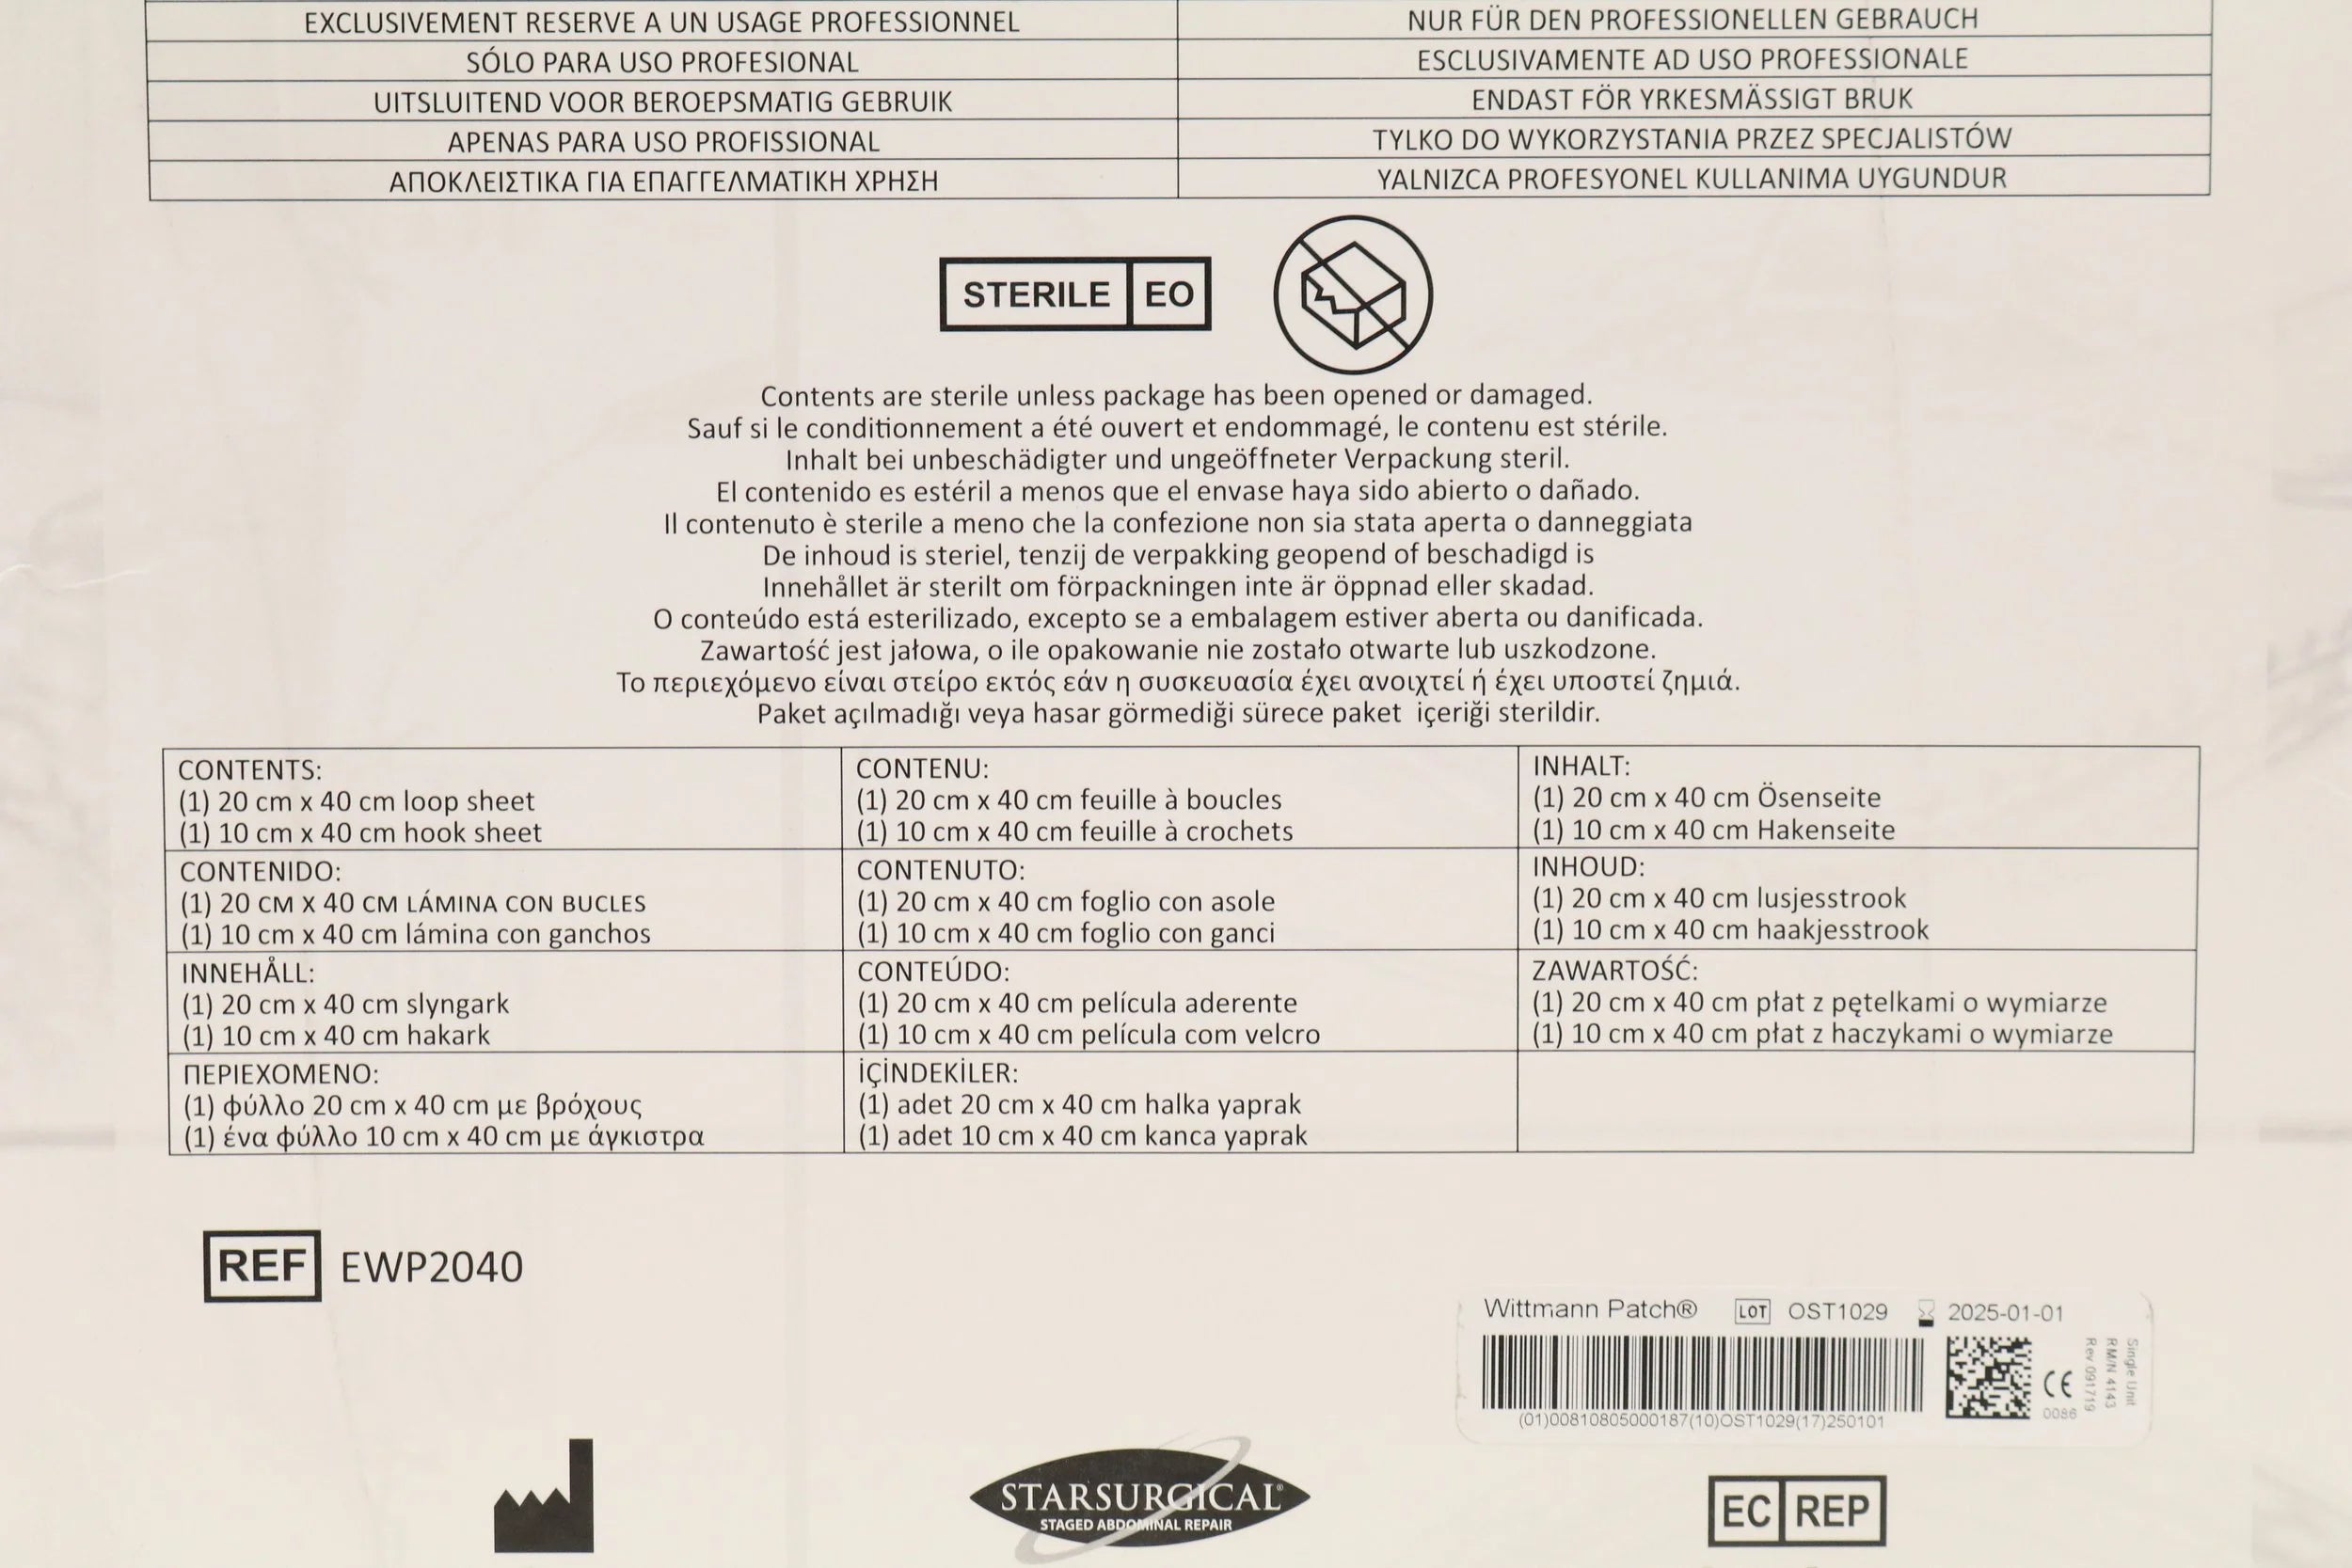 EXCLUSIVEMENT RESERVE A UN USAGE PROFESSIONNEL
NUR FÜR DEN PROFESSIONELLEN GEBRAUCH
SÓLO PARA USO PROFESIONAL
ESCLUSIVAMENTE AD USO PROFESSIONALE
UITSLUITEND VOOR BEROEPSMATIG GEBRUIK
ENDAST FÖR YRKESMÄSSIGT BRUK
APENAS PARA USO PROFISSIONAL
TYLKO DO WYKORZYSTANIA PRZEZ SPECJALISTÓW
ΑΠΟΚΛΕΙΣΤΙΚΑ ΓΙΑ ΕΠΑΓΓΕΛΜΑΤΙΚΗ ΧΡΗΣΗ
YALNIZCA PROFESYONEL KULLANIMA UYGUNDUR
STERILE EO
Contents are sterile unless package has been opened or damaged.
Sauf si le conditionnement a été ouvert et endommagé, le contenu est stérile.
Inhalt bei unbeschädigter und ungeöffneter Verpackung steril.
El contenido es estéril a menos que el envase haya sido abierto o dañado.
Il contenuto è sterile a meno che la confezione non sia stata aperta o danneggiata
De inhoud is steriel, tenzij de verpakking geopend of beschadigd is
Innehållet är sterilt om förpackningen inte är öppnad eller skadad.
O conteúdo está esterilizado, excepto se a embalagem estiver aberta ou danificada.
Zawartość jest jałowa, o ile opakowanie nie zostało otwarte lub uszkodzone.
Το περιεχόμενο είναι στείρο εκτός εάν η συσκευασία έχει ανοιχτεί ή έχει υποστεί ζημιά.
Paket açılmadığı veya hasar görmediği sürece paket içeriği sterildir.
CONTENTS:
(1) 20 cm x 40 cm loop sheet
(1) 10 cm x 40 cm hook sheet
CONTENU:
(1) 20 cm x 40 cm feuille à boucles
(1) 10 cm x 40 cm feuille à crochets
INHALT:
(1) 20 cm x 40 cm Ösenseite
(1) 10 cm x 40 cm Hakenseite
CONTENIDO:
(1) 20 CM X 40 CM LÁMINA CON BUCLES
(1) 10 cm x 40 cm lámina con ganchos
CONTENUTO:
(1) 20 cm x 40 cm foglio con asole
(1) 10 cm x 40 cm foglio con ganci
INHOUD:
(1) 20 cm x 40 cm lusjesstrook
(1) 10 cm x 40 cm haakjesstrook
INNEHÅLL:
(1) 20 cm x 40 cm slyngark
(1) 10 cm x 40 cm hakark
CONTEÚDO:
(1) 20 cm x 40 cm película aderente
(1) 10 cm x 40 cm película com velcro
ZAWARTOŚĆ:
(1) 20 cm x 40 cm płat z pętelkami o wymiarze
(1) 10 cm x 40 cm płat z haczykami o wymiarze
ΠΕΡΙΕΧΟΜΕΝΟ:
(1) φύλλο 20 cm x 40 cm με βρόχους
(1) ένα φύλλο 10 cm x 40 cm με άγκιστρα
İÇİNDEKİLER:
(1) adet 20 cm x 40 cm halka yaprak
(1) adet 10 cm x 40 cm kanca yaprak
REF EWP2040
Wittmann Patch® LOT OST1029 2025-01-01
(01)00810805000187(10)OST1029(17)250101
CE
0086
Single Unit
RM/N 4143
Rev 091719
STARSURGICAL®
STAGED ABDOMINAL REPAIR
EC REP